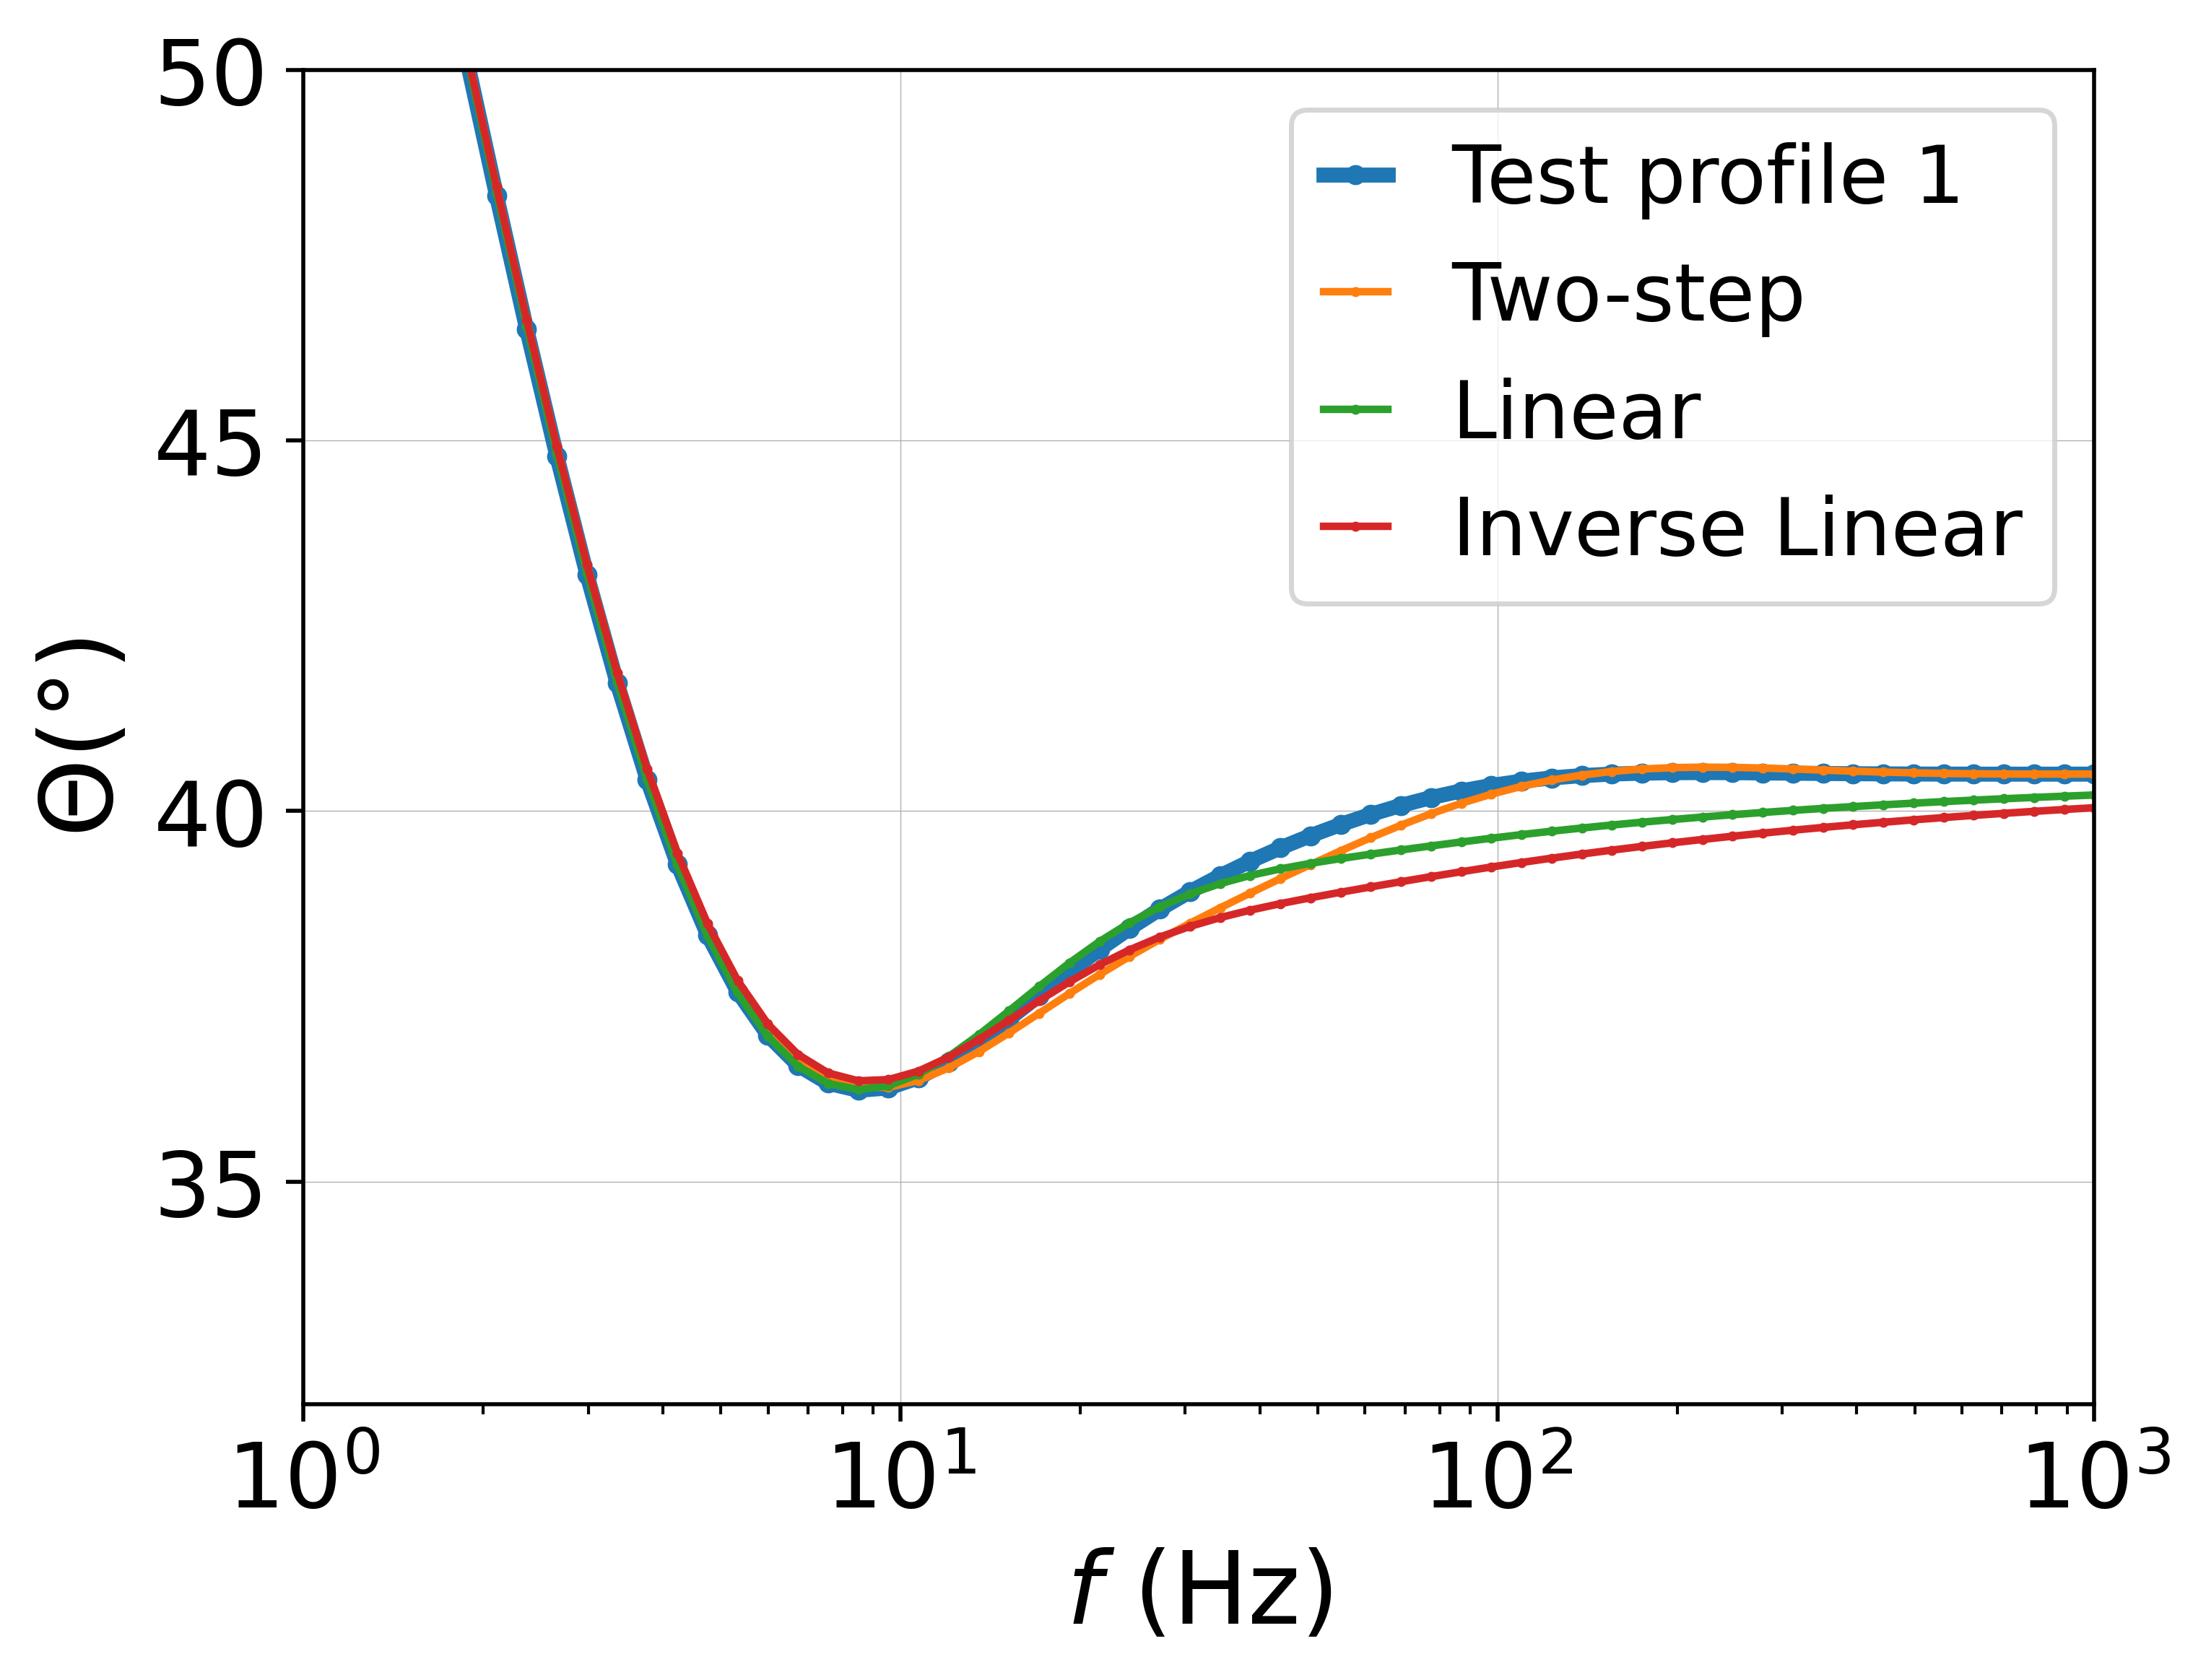 50
45
40
35
Θ(°)
10⁰
10¹
10²
10³
f (Hz)
Test profile 1
Two-step
Linear
Inverse Linear